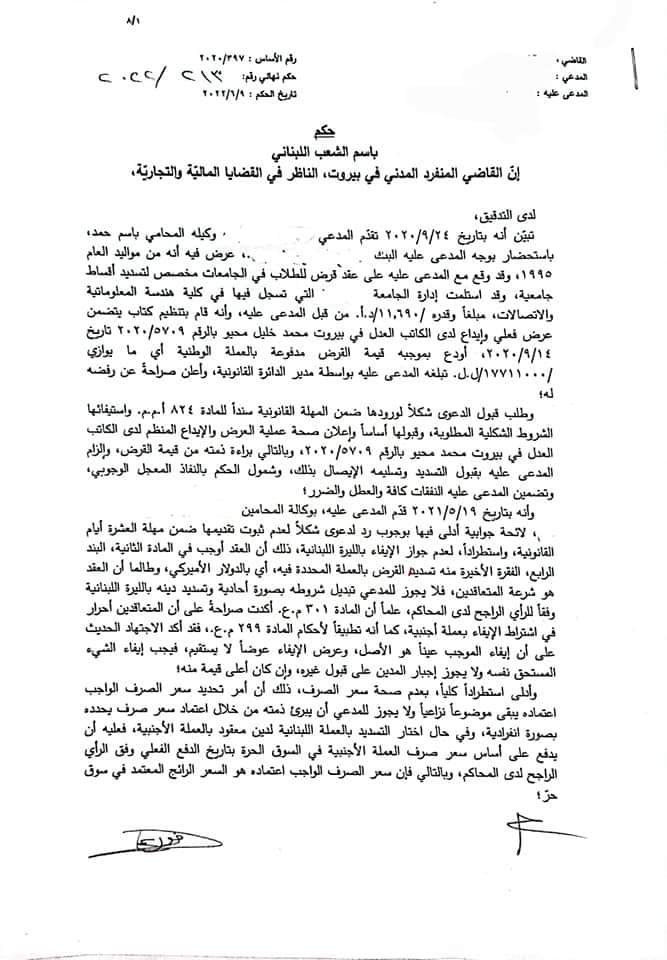 ٨/١
القاضي :
رقم الأساس : ٢٠٢٠/٣٩٧
المدعي :
حكم نهائي رقم: ٢٠٢٢/٢١٣
المدعى عليه :
تاريخ الحكم : ٢٠٢٢/٦/٩
حكم
باسم الشعب اللبناني
إنّ القاضي المنفرد المدني في بيروت، الناظر في القضايا الماليّة والتجاريّة،
لدى التدقيق،
تبيّن أنه بتاريخ ٢٠٢٠/٩/٢٤ تقدّم المدعي وكيله المحامي باسم حمد،
باستحضار بوجه المدعى عليه البنك ، عرض فيه أنه من مواليد العام
١٩٩٥، وقد وقع مع المدعى عليه على عقد قرض للطلاب في الجامعات مخصص لتسديد أقساط
جامعية، وقد استلمت إدارة الجامعة التي تسجل فيها في كلية هندسة المعلوماتية
والاتصالات، مبلغاً وقدره /١١,٦٩٠/د.أ. من قبل المدعى عليه، وأنه قام بتنظيم كتاب يتضمن
عرض فعلي وإيداع لدى الكاتب العدل في بيروت محمد خليل محيو بالرقم ٢٠٢٠/٥٧٠٩ تاريخ
٢٠٢٠/٩/١٤، أودع بموجبه قيمة القرض مدفوعة بالعملة الوطنية أي ما يوازي
/١٧٧١١٠٠٠/ل.ل. تبلغه المدعى عليه بواسطة مدير الدائرة القانونية، وأعلن صراحةً عن رفضه
له؛
وطلب قبول الدعوى شكلاً لورودها ضمن المهلة القانونية سنداً للمادة ٨٢٤ أ.م.م. واستيفائها
الشروط الشكلية المطلوبة، وقبولها أساساً وإعلان صحة عملية العرض والإيداع المنظم لدى الكاتب
العدل في بيروت محمد محيو بالرقم ٢٠٢٠/٥٧٠٩، وبالتالي براءة ذمته من قيمة القرض، وإلزام
المدعى عليه بقبول التسديد وتسليمه الإيصال بذلك، وشمول الحكم بالنفاذ المعجل الوجوبي،
وتضمين المدعى عليه النفقات كافة والعطل والضرر؛
وأنه بتاريخ ٢٠٢١/٥/١٩ قدّم المدعى عليه، بوكالة المحامين
، لائحة جوابية أدلى فيها بوجوب رد لدعوى شكلاً لعدم ثبوت تقديمها ضمن مهلة العشرة أيام
القانونية، واستطراداً، لعدم جواز الإيفاء بالليرة اللبنانية، ذلك أن العقد أوجب في المادة الثانية، البند
الرابع، الفقرة الأخيرة منه تسديد القرض بالعملة المحددة فيه، أي بالدولار الأميركي، وطالما أن العقد
هو شرعة المتعاقدين، فلا يجوز للمدعي تبديل شروطه بصورة أحادية وتسديد دينه بالليرة اللبنانية
وفقاً للرأي الراجح لدى المحاكم، علماً أن المادة ٣٠١ م.ع. أكدت صراحةً على أن المتعاقدين أحرار
في اشتراط الإيفاء بعملة أجنبية، كما أنه تطبيقاً لأحكام المادة ٢٩٩ م.ع.، فقد أكد الاجتهاد الحديث
على أن إيفاء الموجب عيناً هو الأصل، وعرض الإيفاء عوضاً لا يستقيم، فيجب إيفاء الشيء
المستحق نفسه ولا يجوز إجبار المدين على قبول غيره، وإن كان أعلى قيمة منه؛
وأدلى استطراداً كلياً، بعدم صحة سعر الصرف، ذلك أن أمر تحديد سعر الصرف الواجب
اعتماده يبقى موضوعاً نزاعياً ولا يجوز للمدعي أن يبرئ ذمته من خلال اعتماد سعر صرف يحدده
بصورة انفرادية، وفي حال اختار التسديد بالعملة اللبنانية لدين معقود بالعملة الأجنبية، فعليه أن
يدفع على أساس سعر صرف العملة الأجنبية في السوق الحرة بتاريخ الدفع الفعلي وفق الرأي
الراجح لدى المحاكم، وبالتالي فإن سعر الصرف الواجب اعتماده هو السعر الرائج المعتمد في سوق
حرّ؛